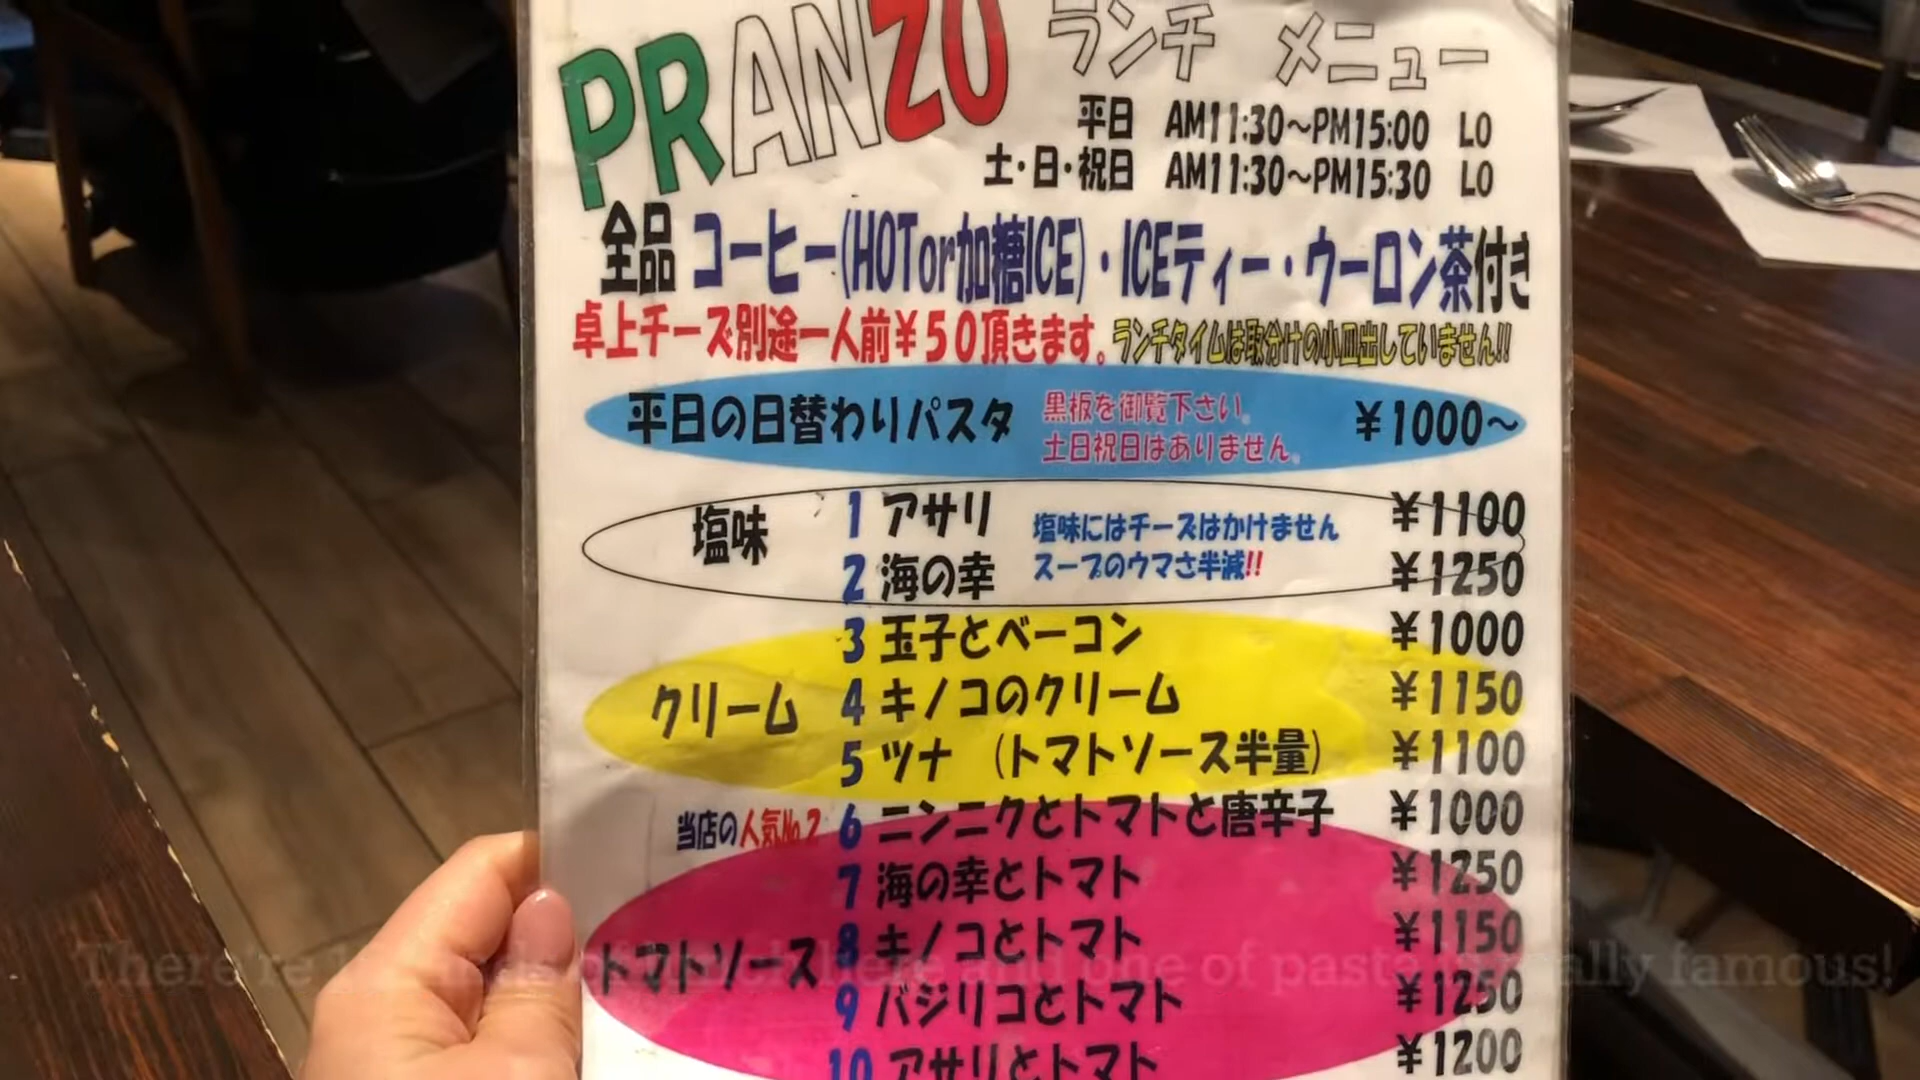 PRANZO ランチ メニュー
平日 AM11:30～PM15:00 LO
土・日・祝日 AM11:30～PM15:30 LO
全品 コーヒー(HOTor加糖ICE)・ICEティー・ウーロン茶付き
卓上チーズ別途一人前¥50頂きます。ランチタイムは取分けの小皿出していません!!
平日の日替わりパスタ 黒板を御覧下さい。 ¥1000～
土日祝日はありません。
塩味
1 アサリ 塩味にはチーズはかけません ¥1100
2 海の幸 スープのウマさ半減!! ¥1250
3 玉子とベーコン ¥1000
クリーム 4 キノコのクリーム ¥1150
5 ツナ (トマトソース半量) ¥1100
当店の人気No.2 6 ニンニクとトマトと唐辛子 ¥1000
7 海の幸とトマト ¥1250
8 キノコとトマト ¥1150
トマトソース
There're kinds of lunch here and one of pasta is really famous!
9 バジリコとトマト ¥1250
10 アサリとトマト ¥1200